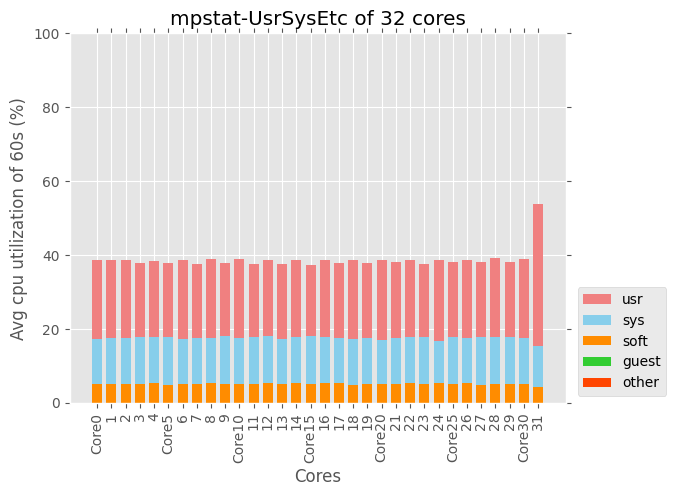 mpstat-UsrSysEtc of 32 cores
Avg cpu utilization of 60s (%)
100
80
60
40
20
0
usr
sys
soft
guest
other
Core0
1
2
3
4
Core5
6
7
8
9
Core10
11
12
13
14
Core15
16
17
18
19
Core20
21
22
23
24
Core25
26
27
28
29
Core30
31
Cores